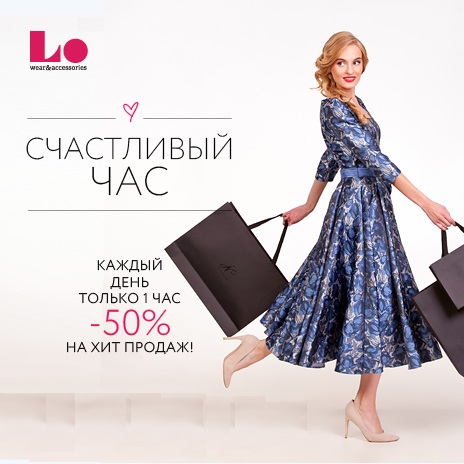 Lo
wear&accessories
СЧАСТЛИВЫЙ
ЧАС
КАЖДЫЙ
ДЕНЬ
ТОЛЬКО 1 ЧАС
-50%
НА ХИТ ПРОДАЖ!